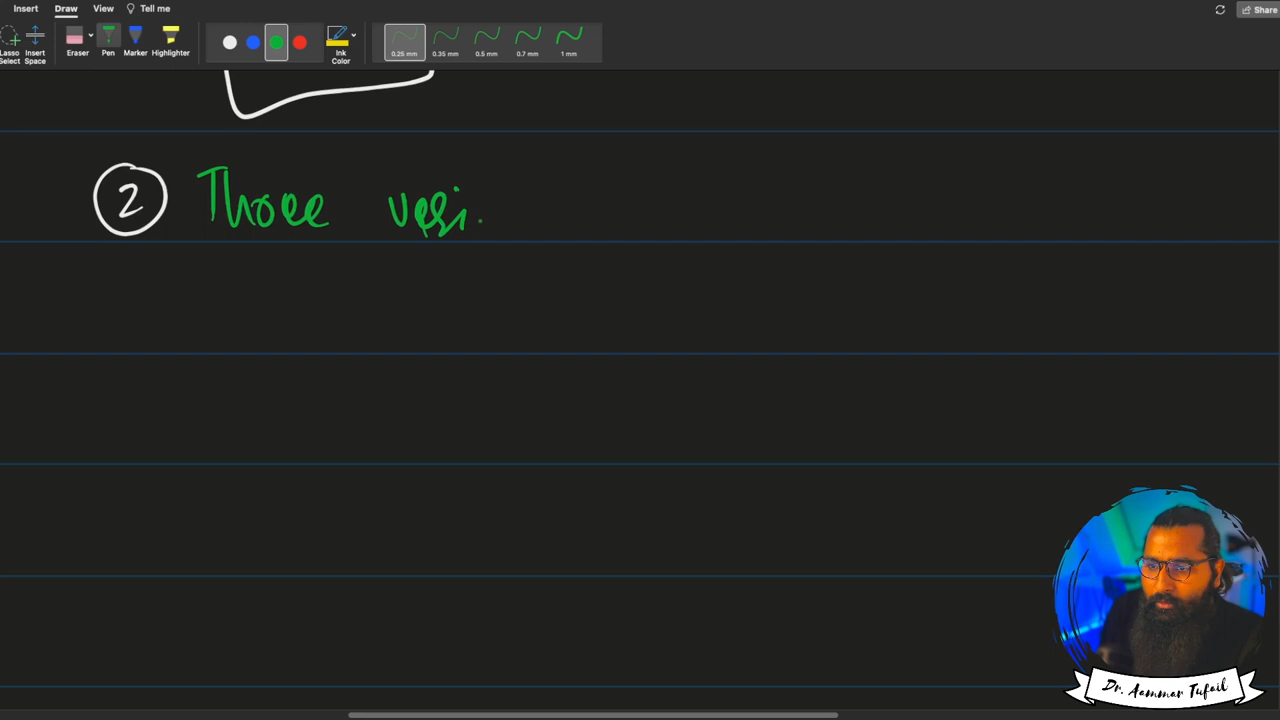 Insert Draw View Tell me
Share
Lasso Select
Insert Space
Eraser
Pen
Marker
Highlighter
Ink Color
0.25 mm
0.35 mm
0.5 mm
0.7 mm
1 mm
2 Three
Dr. Aammar Tufail